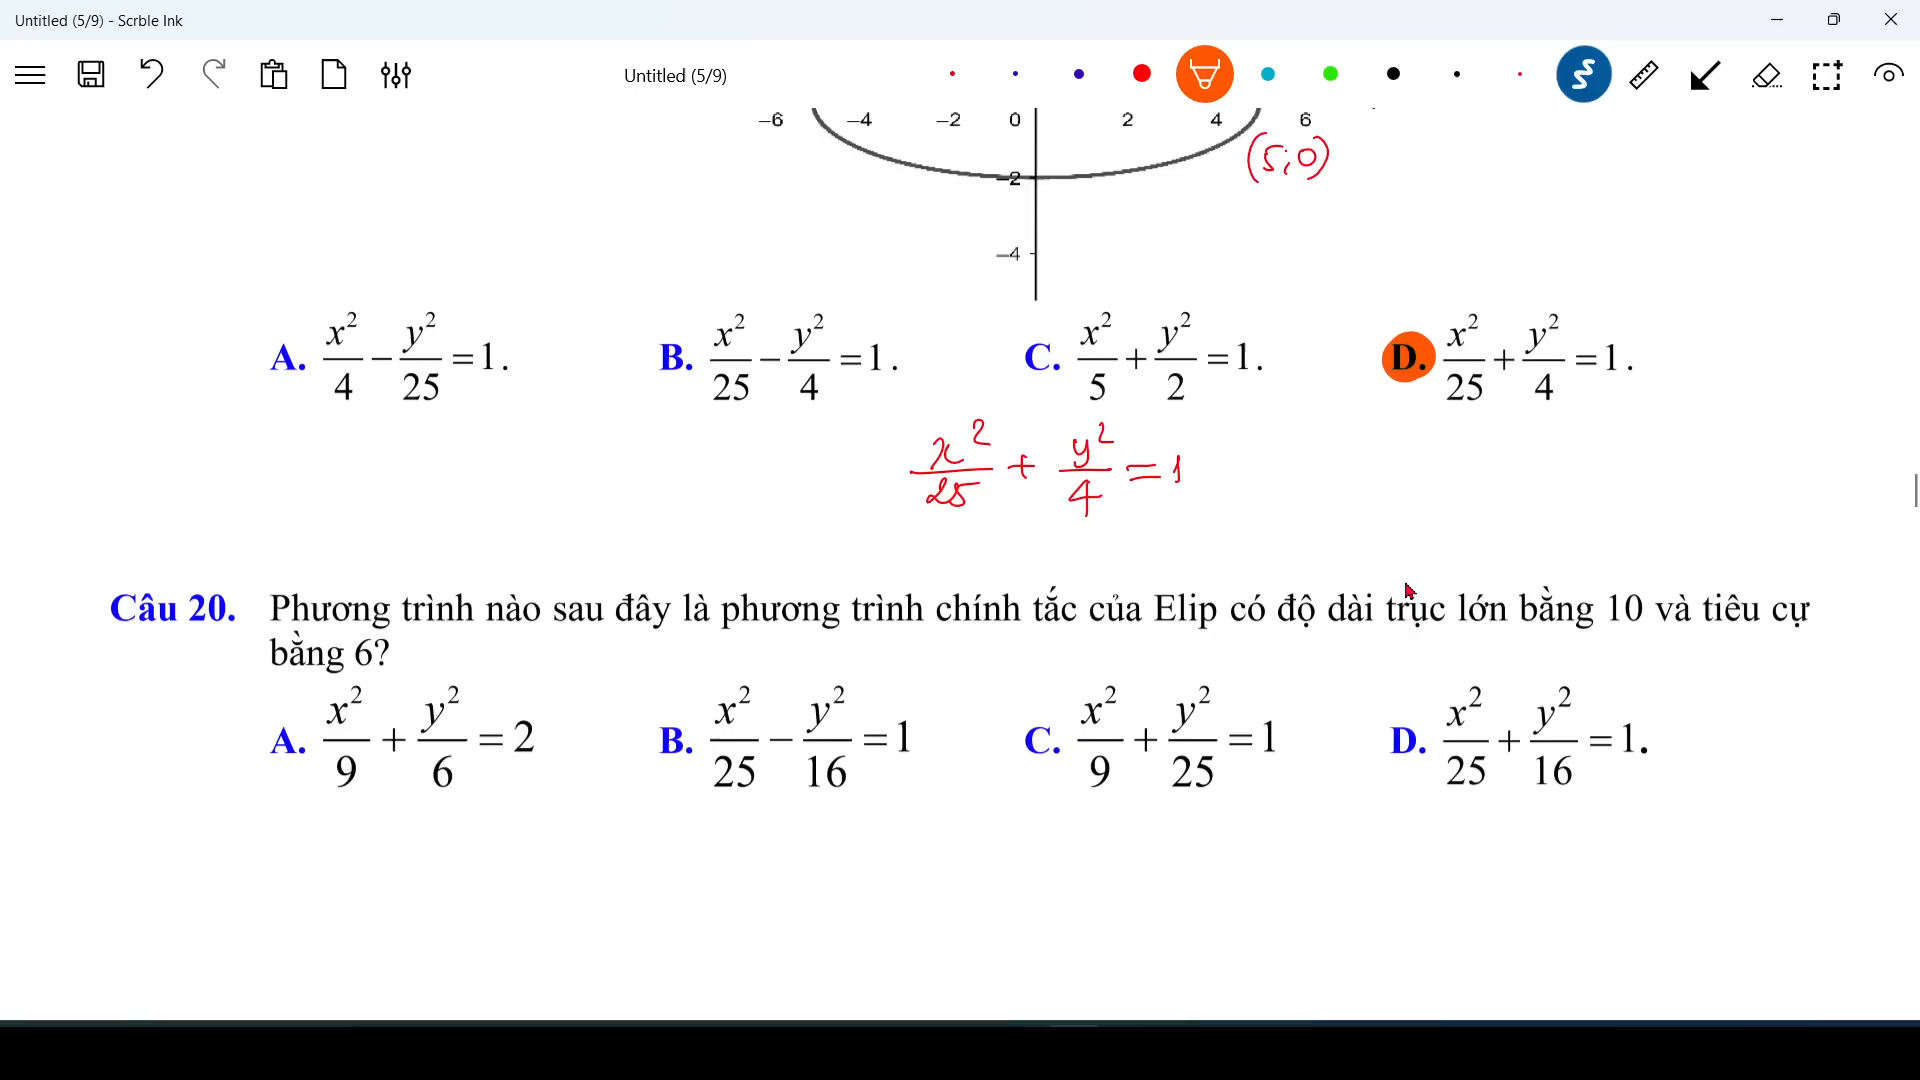 Untitled (5/9) - Scrble Ink
Untitled (5/9)
−6 −4 −2 0 2 4 6
(5;0)
−2
−4
A. x²/4 − y²/25 = 1. B. x²/25 − y²/4 = 1. C. x²/5 + y²/2 = 1. D. x²/25 + y²/4 = 1.
x²/25 + y²/4 = 1
Câu 20. Phương trình nào sau đây là phương trình chính tắc của Elip có độ dài trục lớn bằng 10 và tiêu cự
bằng 6?
A. x²/9 + y²/6 = 2 B. x²/25 − y²/16 = 1 C. x²/9 + y²/25 = 1 D. x²/25 + y²/16 = 1.